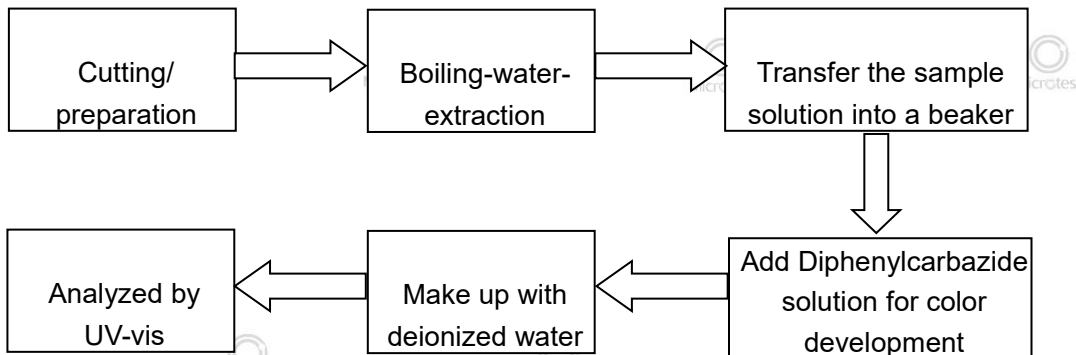 Cutting/
preparation
Boiling-water-
extraction
Transfer the sample
solution into a beaker
Add Diphenylcarbazide
solution for color
development
Make up with
deionized water
Analyzed by
UV-vis